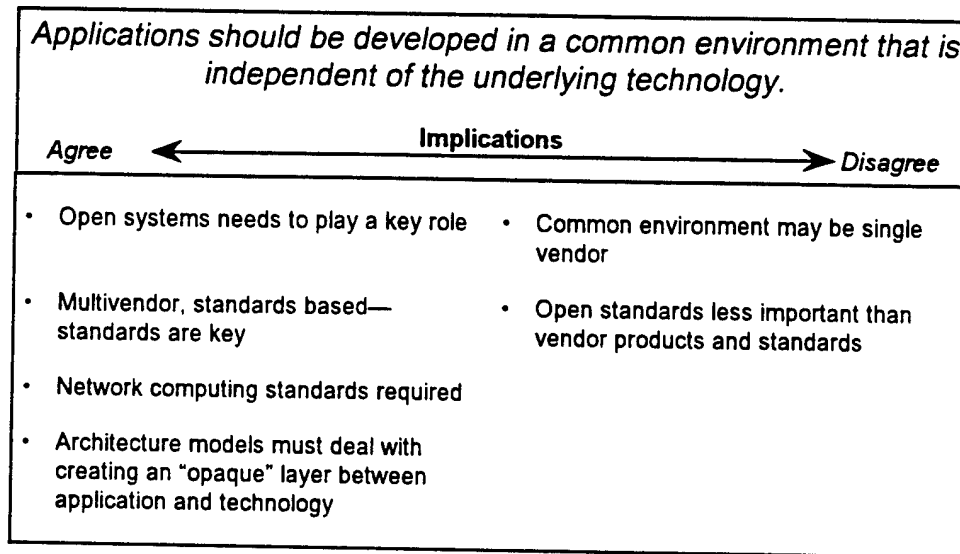 Applications should be developed in a common environment that is
independent of the underlying technology.
Implications
Agree
Disagree
• Open systems needs to play a key role
• Multivendor, standards based—
standards are key
• Network computing standards required
• Architecture models must deal with
creating an "opaque" layer between
application and technology
• Common environment may be single
vendor
• Open standards less important than
vendor products and standards